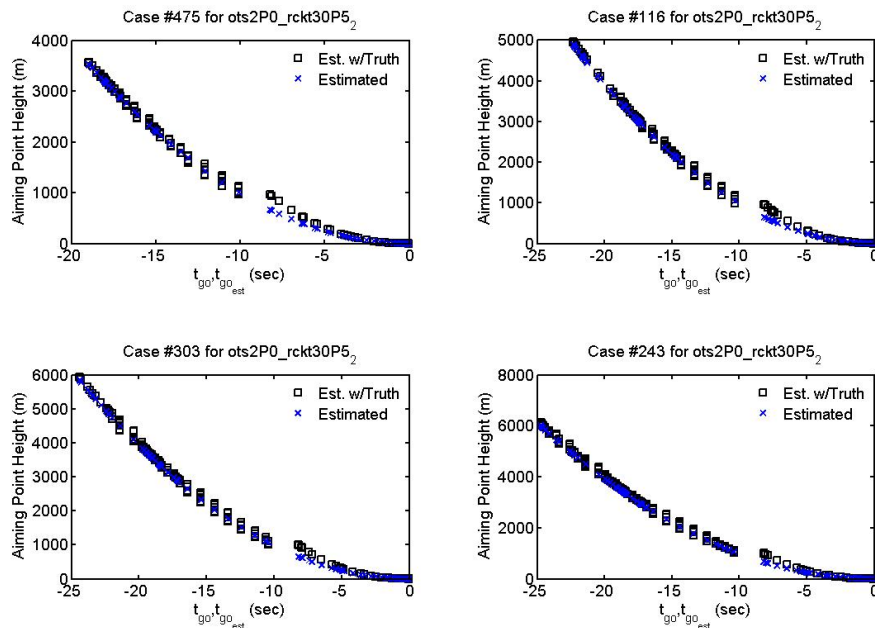 Case #475 for ots2P0_rckt30P5₂
Aiming Point Height (m)
4000
3000
2000
1000
0
-20
-15
-10
-5
0
t_go,t_go_est (sec)
Est. w/Truth
Estimated
Case #116 for ots2P0_rckt30P5₂
Aiming Point Height (m)
5000
4000
3000
2000
1000
0
-25
-20
-15
-10
-5
0
t_go,t_go_est (sec)
Est. w/Truth
Estimated
Case #303 for ots2P0_rckt30P5₂
Aiming Point Height (m)
6000
5000
4000
3000
2000
1000
0
-25
-20
-15
-10
-5
0
t_go,t_go_est (sec)
Est. w/Truth
Estimated
Case #243 for ots2P0_rckt30P5₂
Aiming Point Height (m)
8000
6000
4000
2000
0
-25
-20
-15
-10
-5
0
t_go,t_go_est (sec)
Est. w/Truth
Estimated